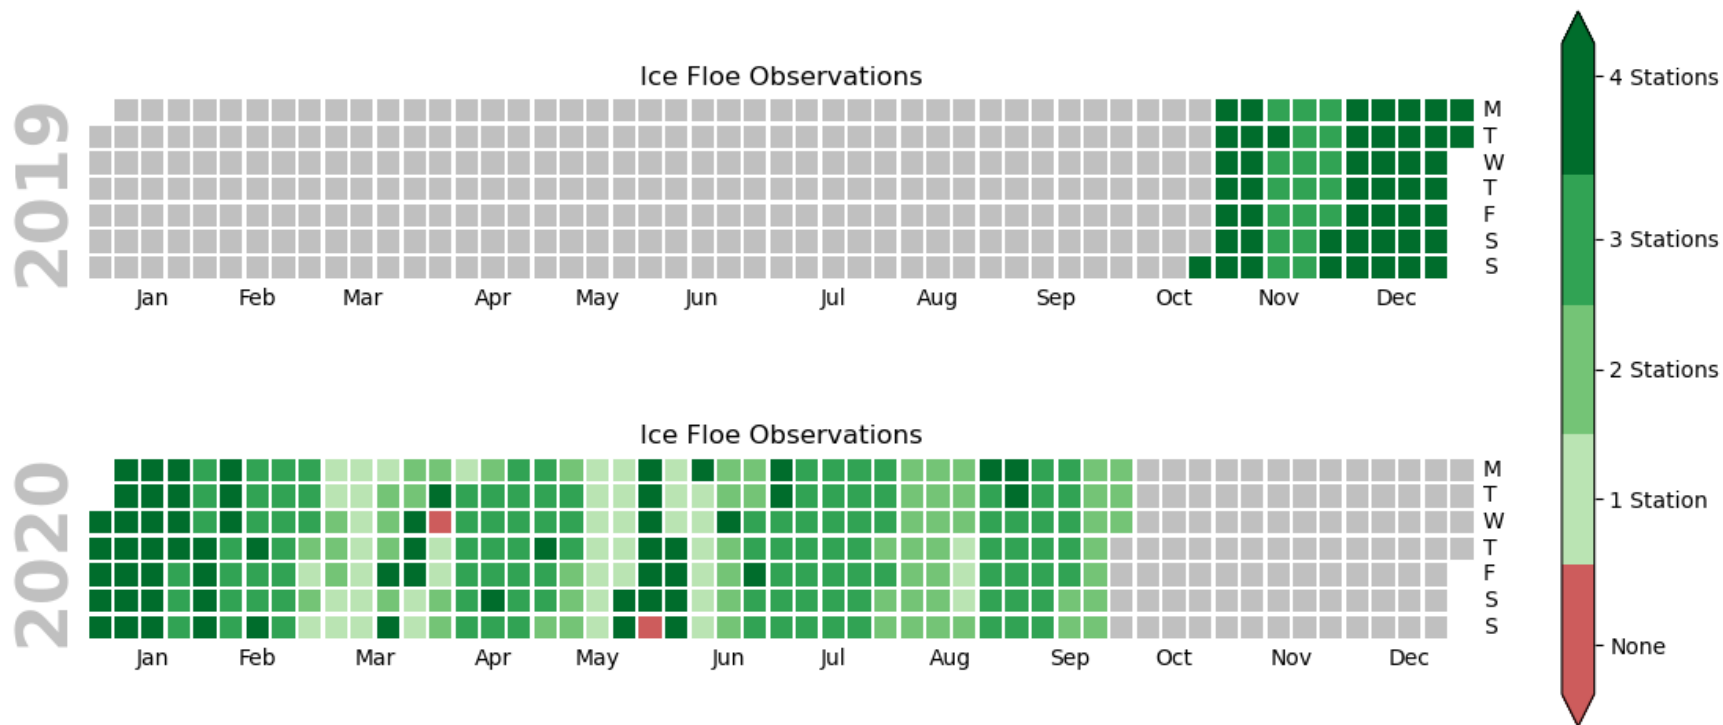 Ice Floe Observations
2019
M
T
W
T
F
S
S
Jan Feb Mar Apr May Jun Jul Aug Sep Oct Nov Dec
Ice Floe Observations
2020
M
T
W
T
F
S
S
Jan Feb Mar Apr May Jun Jul Aug Sep Oct Nov Dec
4 Stations
3 Stations
2 Stations
1 Station
None